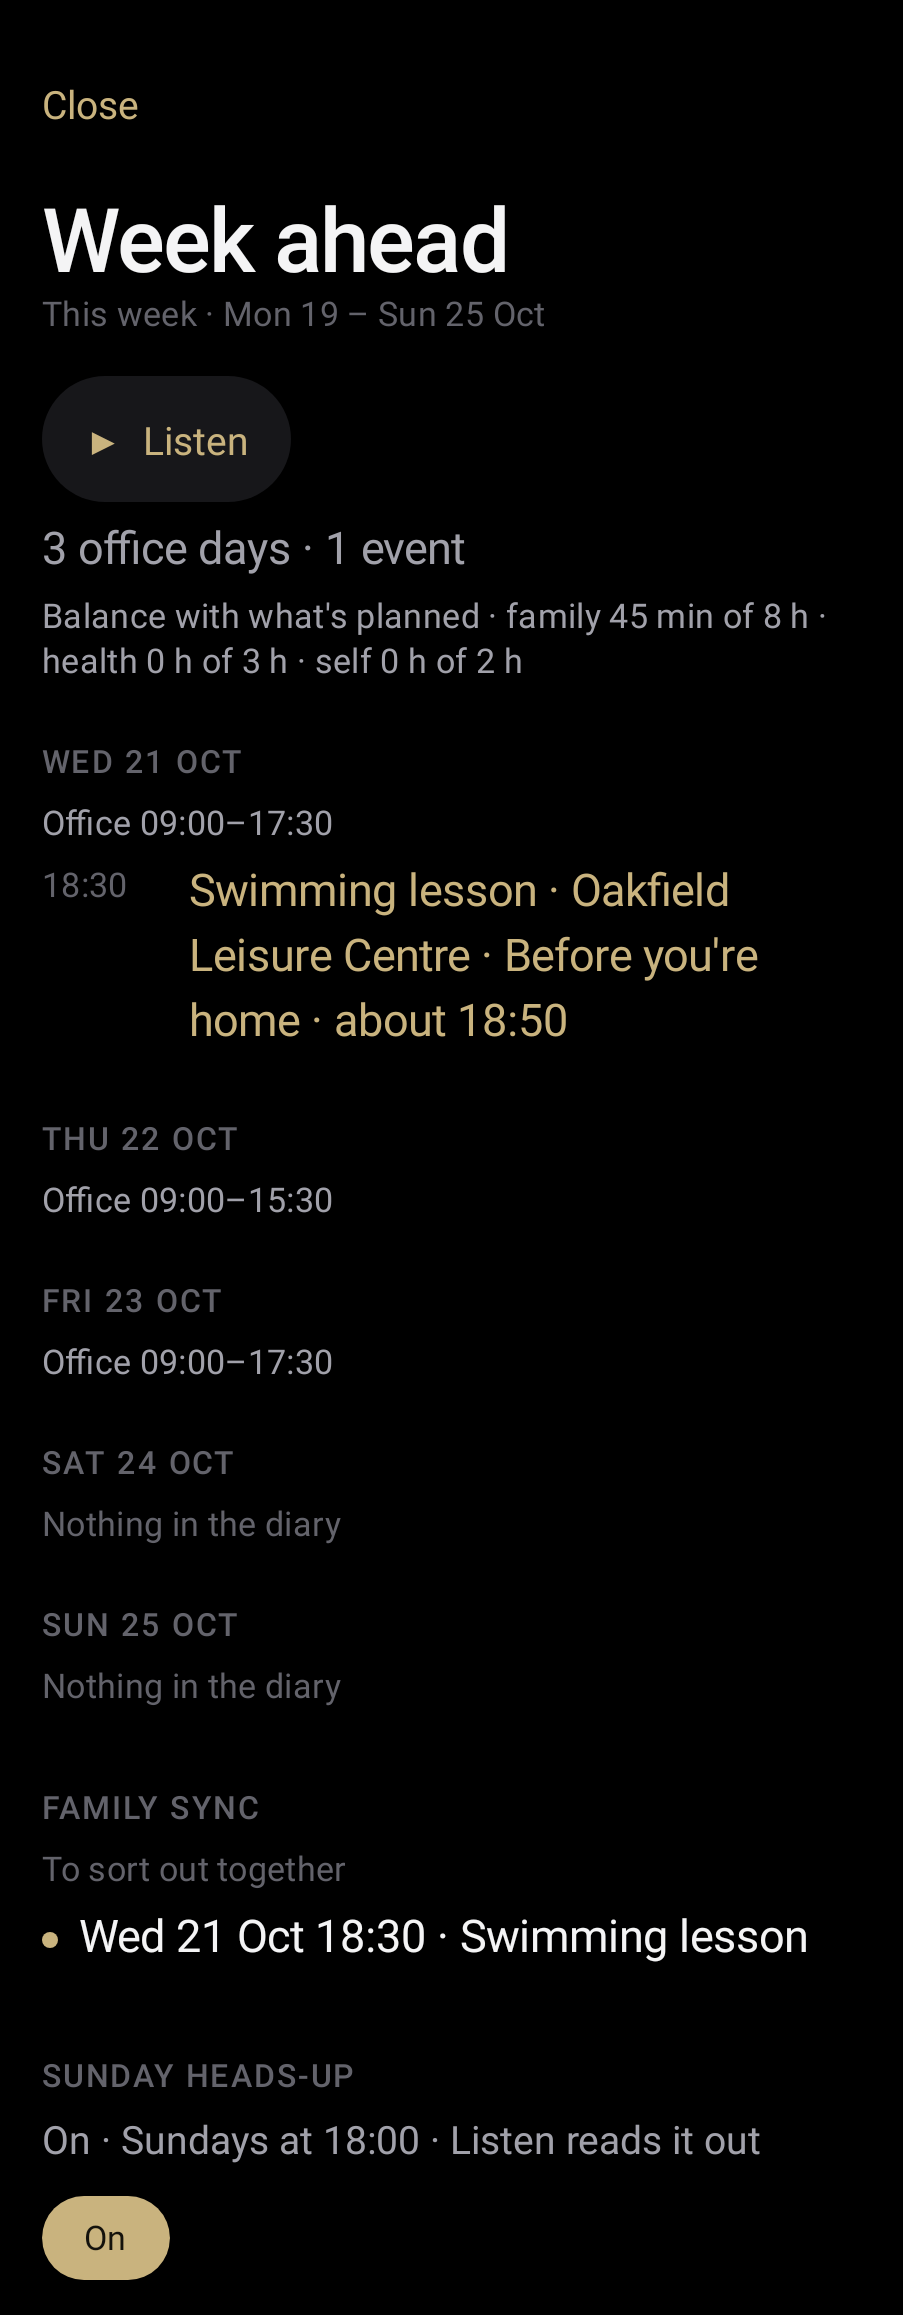 Close
Week ahead
This week · Mon 19 – Sun 25 Oct
► Listen
3 office days · 1 event
Balance with what's planned · family 45 min of 8 h ·
health 0 h of 3 h · self 0 h of 2 h
WED 21 OCT
Office 09:00–17:30
18:30 Swimming lesson · Oakfield
Leisure Centre · Before you're
home · about 18:50
THU 22 OCT
Office 09:00–15:30
FRI 23 OCT
Office 09:00–17:30
SAT 24 OCT
Nothing in the diary
SUN 25 OCT
Nothing in the diary
FAMILY SYNC
To sort out together
Wed 21 Oct 18:30 · Swimming lesson
SUNDAY HEADS-UP
On · Sundays at 18:00 · Listen reads it out
On